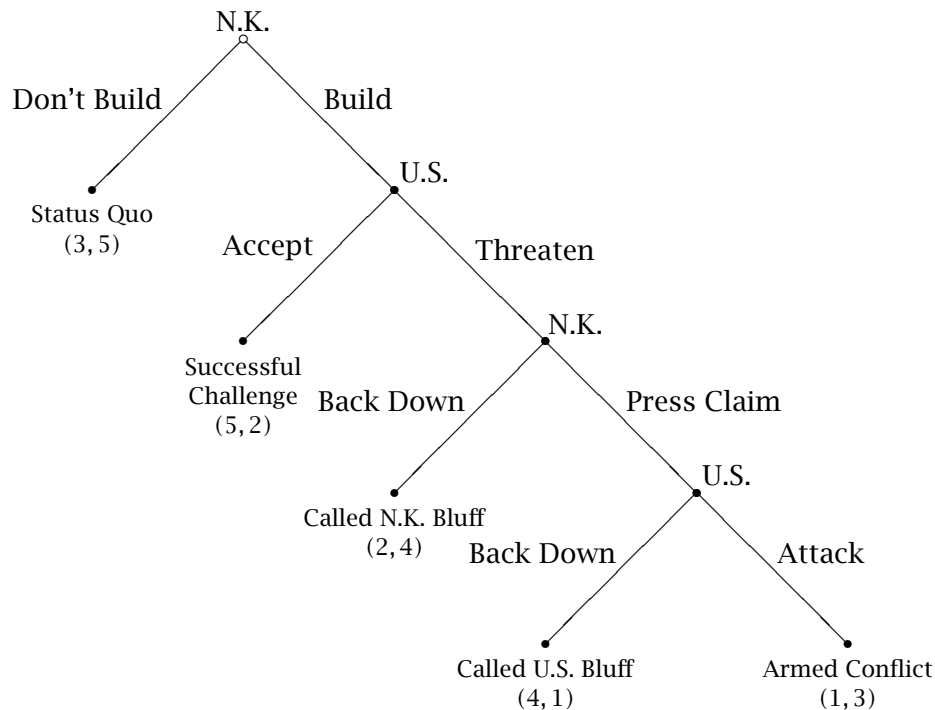 N.K.
Don't Build
Build
U.S.
Status Quo
(3, 5)
Accept
Threaten
N.K.
Successful
Challenge
(5, 2)
Back Down
Press Claim
U.S.
Called N.K. Bluff
(2, 4)
Back Down
Attack
Called U.S. Bluff
(4, 1)
Armed Conflict
(1, 3)